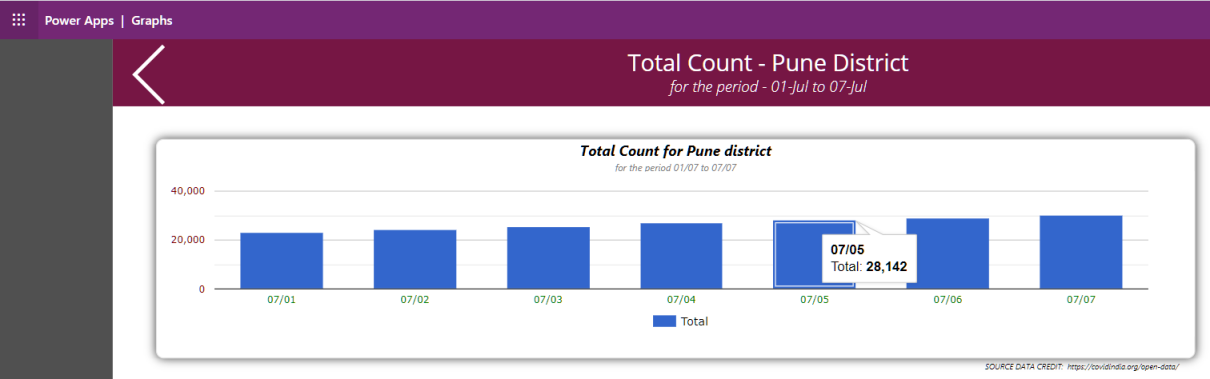 Power Apps | Graphs
Total Count - Pune District
for the period - 01-Jul to 07-Jul
Total Count for Pune district
for the period 01/07 to 07/07
40,000
20,000
0
07/05
Total: 28,142
07/01 07/02 07/03 07/04 07/05 07/06 07/07
Total
SOURCE DATA CREDIT: https://covidindia.org/open-data/